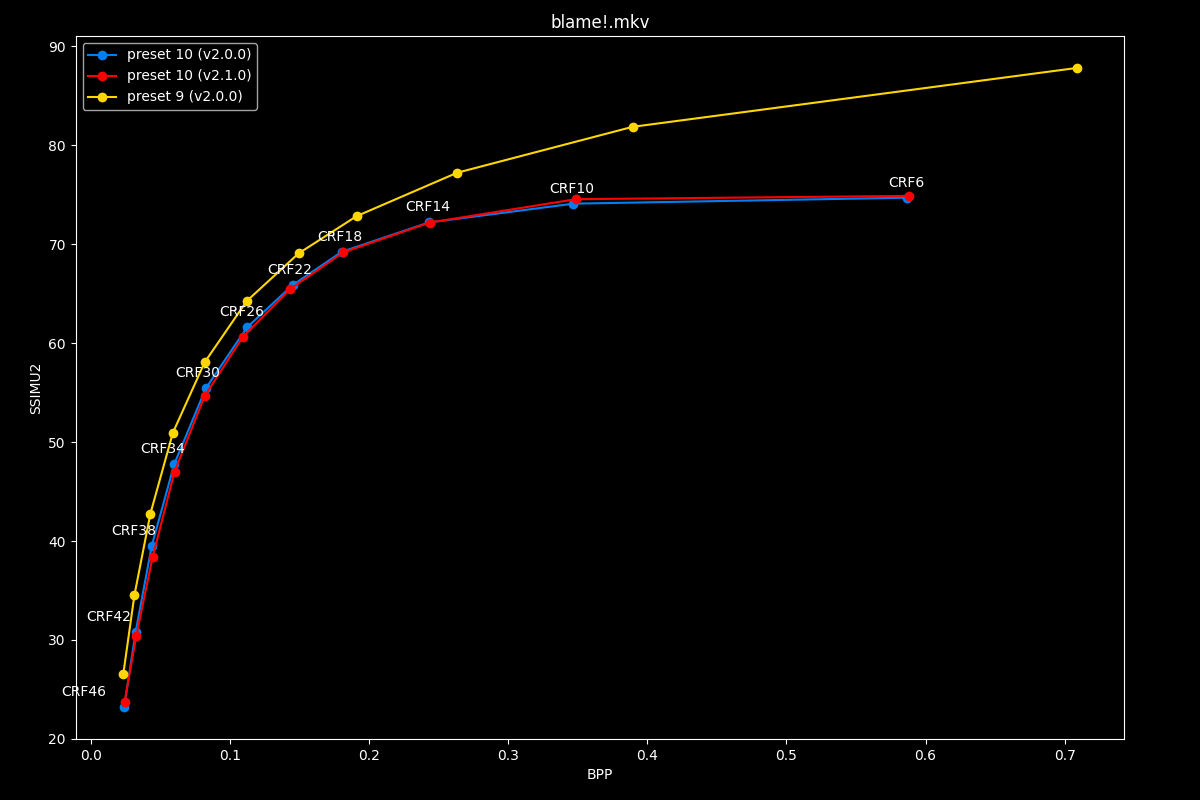 blame!.mkv
preset 10 (v2.0.0)
preset 10 (v2.1.0)
preset 9 (v2.0.0)
90
80
70
60
50
40
30
20
SSIMU2
CRF6
CRF10
CRF14
CRF18
CRF22
CRF26
CRF30
CRF34
CRF38
CRF42
CRF46
0.0 0.1 0.2 0.3 0.4 0.5 0.6 0.7
BPP